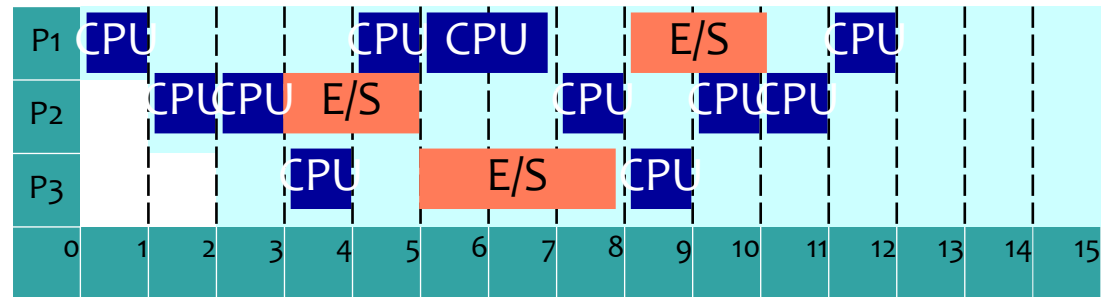 P1 CPU CPU CPU E/S CPU
P2 CPU CPU E/S CPU CPU CPU
P3 CPU E/S CPU
0 1 2 3 4 5 6 7 8 9 10 11 12 13 14 15